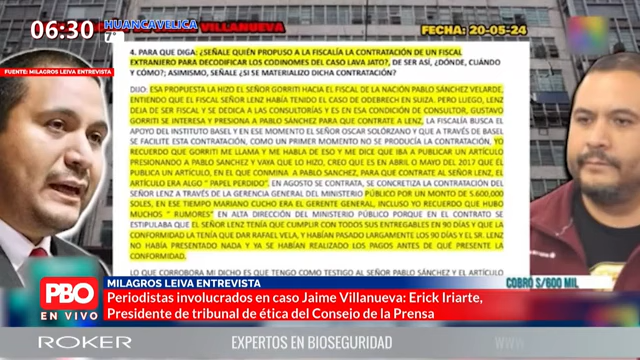 06:30
HUANCAVELICA
7°
VILLANUEVA
FECHA: 20-05-24
FUENTE: MILAGROS LEIVA ENTREVISTA
4. PARA QUE DIGA: ¿SEÑALE QUIÉN PROPUSO A LA FISCALÍA LA CONTRATACIÓN DE UN FISCAL
EXTRANJERO PARA DECODIFICAR LOS CODINOMES DEL CASO LAVA JATO?, DE SER ASÍ, ¿DÓNDE, CUÁNDO
Y CÓMO?; ASIMISMO, SEÑALE ¿SI SE MATERIALIZO DICHA CONTRATACIÓN?
DIJO: ESA PROPUESTA LA HIZO EL SEÑOR GORRITI HACIA EL FISCAL DE LA NACIÓN PABLO SÁNCHEZ VELARDE,
ENTIENDO QUE EL FISCAL SEÑOR LENZ HABÍA TENIDO EL CASO DE ODEBRECH EN SUIZA. PERO LUEGO, LENZ
DEJA DE SER FISCAL Y SE DEDICA A LAS CONSULTORÍAS Y ES EN ESA CONDICIÓN DE CONSULTOR, GUSTAVO
GORRITI SE INTERESA Y PRESIONA A PABLO SÁNCHEZ PARA QUE CONTRATE A LENZ, LA FISCALÍA BUSCA EL
APOYO DEL INSTITUTO BASEL Y EN ESE MOMENTO EL SEÑOR OSCAR SOLÓRZANO Y QUE A TRAVÉS DE BASEL
SE FACILITE ESTA CONTRATACIÓN, COMO UN PRIMER MOMENTO NO SE PRODUCÍA LA CONTRATACIÓN, YO
RECUERDO QUE GORRITI ME LLAMA Y ME HABLA DE ESO Y ME DICE QUE IBA A PUBLICAR UN ARTÍCULO
PRESIONANDO A PABLO SÁNCHEZ Y VAYA QUE LO HIZO, CREO QUE ES EN ABRIL O MAYO DEL 2017 QUE ÉL
PUBLICA UN ARTÍCULO, EN EL QUE CONMINA A PABLO SÁNCHEZ, PARA QUE CONTRATE AL SEÑOR LENZ, EL
ARTÍCULO ERA ALGO " PAPEL PERDIDO". EN AGOSTO SE CONTRATA, SE CONCRETIZA LA CONTRATACIÓN DEL
SEÑOR LENZ A TRAVÉS DE LA GERENCIA GENERAL DEL MINISTERIO PÚBLICO POR UN MONTO DE S.600,000
SOLES, EN ESE TIEMPO MARIANO CUCHO ERA EL GERENTE GENERAL, INCLUSO YO RECUERDO QUE HUBO
MUCHOS " RUMORES" EN ALTA DIRECCIÓN DEL MINISTERIO PÚBLICO PORQUE EN EL CONTRATO SE
ESTIPULABA QUE EL SEÑOR LENZ TENÍA QUE CUMPLIR CON TODOS SUS ENTREGABLES EN 90 DÍAS Y QUE LA
CONFORMIDAD LA TENÍAN QUE DAR RAFAEL VELA, Y HABÍAN PASADO LARGAMENTE LOS 90 DÍAS Y EL SR. LENZ
NO HABÍA PRESENTADO NADA Y YA SE HABÍAN REALIZADO LOS PAGOS ANTES DE QUÉ PRESENTE LA
CONFORMIDAD.
LO QUE CORROBORA MI DICHO ES QUE TENGO COMO TESTIGO AL SEÑOR PABLO SÁNCHEZ Y EL ARTÍCULO
COBRÓ S/600 MIL
PBO
EN VIVO
MILAGROS LEIVA ENTREVISTA
Periodistas involucrados en caso Jaime Villanueva: Erick Iriarte,
Presidente de tribunal de ética del Consejo de la Prensa
ROKER
EXPERTOS EN BIOSEGURIDAD